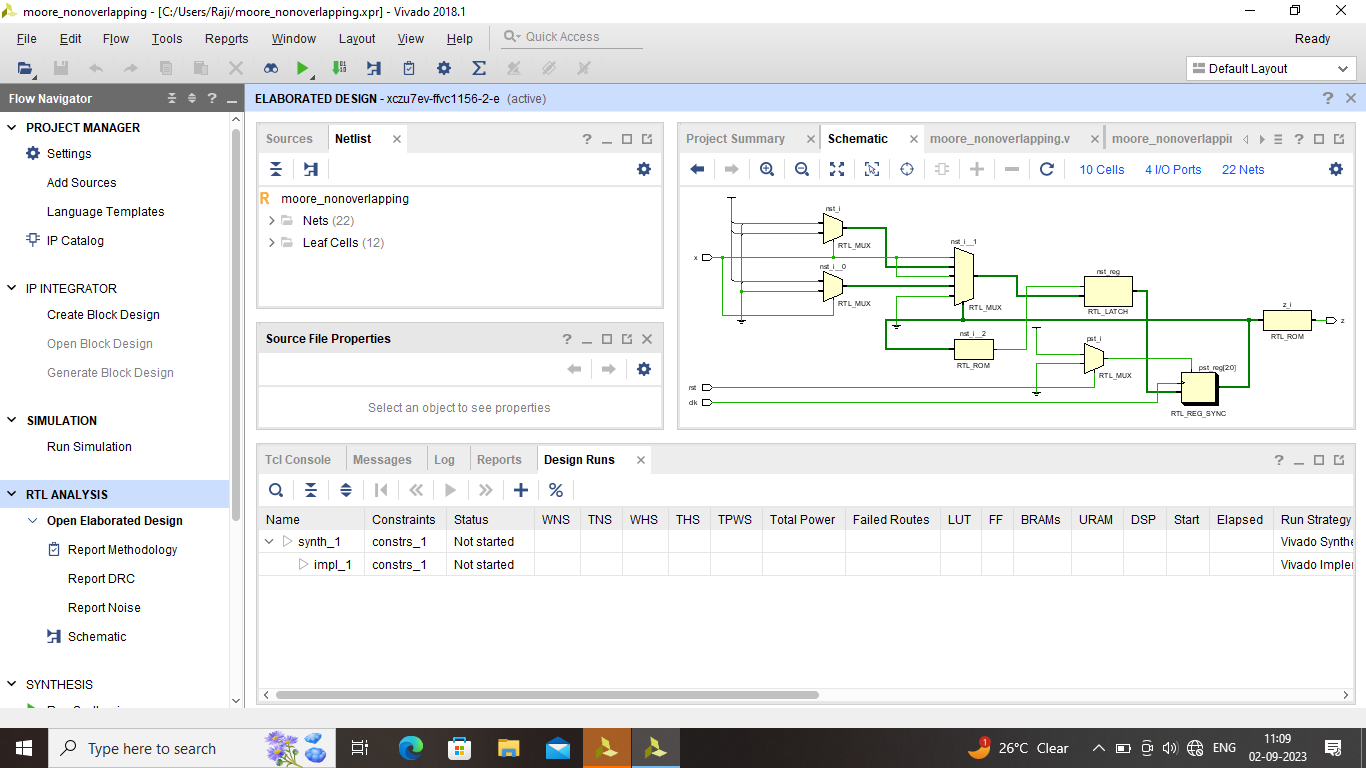 moore_nonoverlapping - [C:/Users/Raji/moore_nonoverlapping.xpr] - Vivado 2018.1
File Edit Flow Tools Reports Window Layout View Help Quick Access Ready
Default Layout
Flow Navigator
PROJECT MANAGER
Settings
Add Sources
Language Templates
IP Catalog
IP INTEGRATOR
Create Block Design
Open Block Design
Generate Block Design
SIMULATION
Run Simulation
RTL ANALYSIS
Open Elaborated Design
Report Methodology
Report DRC
Report Noise
Schematic
SYNTHESIS
ELABORATED DESIGN - xczu7ev-ffvc1156-2-e (active)
Sources Netlist
moore_nonoverlapping
Nets (22)
Leaf Cells (12)
Source File Properties
Select an object to see properties
Project Summary Schematic moore_nonoverlapping.v moore_nonoverlappin
10 Cells 4 I/O Ports 22 Nets
nst_i
RTL_MUX
nst_i__1
x
nst_i__0
RTL_MUX
RTL_MUX
nst_reg
RTL_LATCH
z_i
z
RTL_ROM
nst_i__2
RTL_ROM
pst_i
RTL_MUX
pst_reg[2:0]
RTL_REG_SYNC
rst
clk
Tcl Console Messages Log Reports Design Runs
Name Constraints Status WNS TNS WHS THS TPWS Total Power Failed Routes LUT FF BRAMs URAM DSP Start Elapsed Run Strategy
synth_1 constrs_1 Not started Vivado Synthe
impl_1 constrs_1 Not started Vivado Implem
Type here to search
26°C Clear
ENG
11:09
02-09-2023